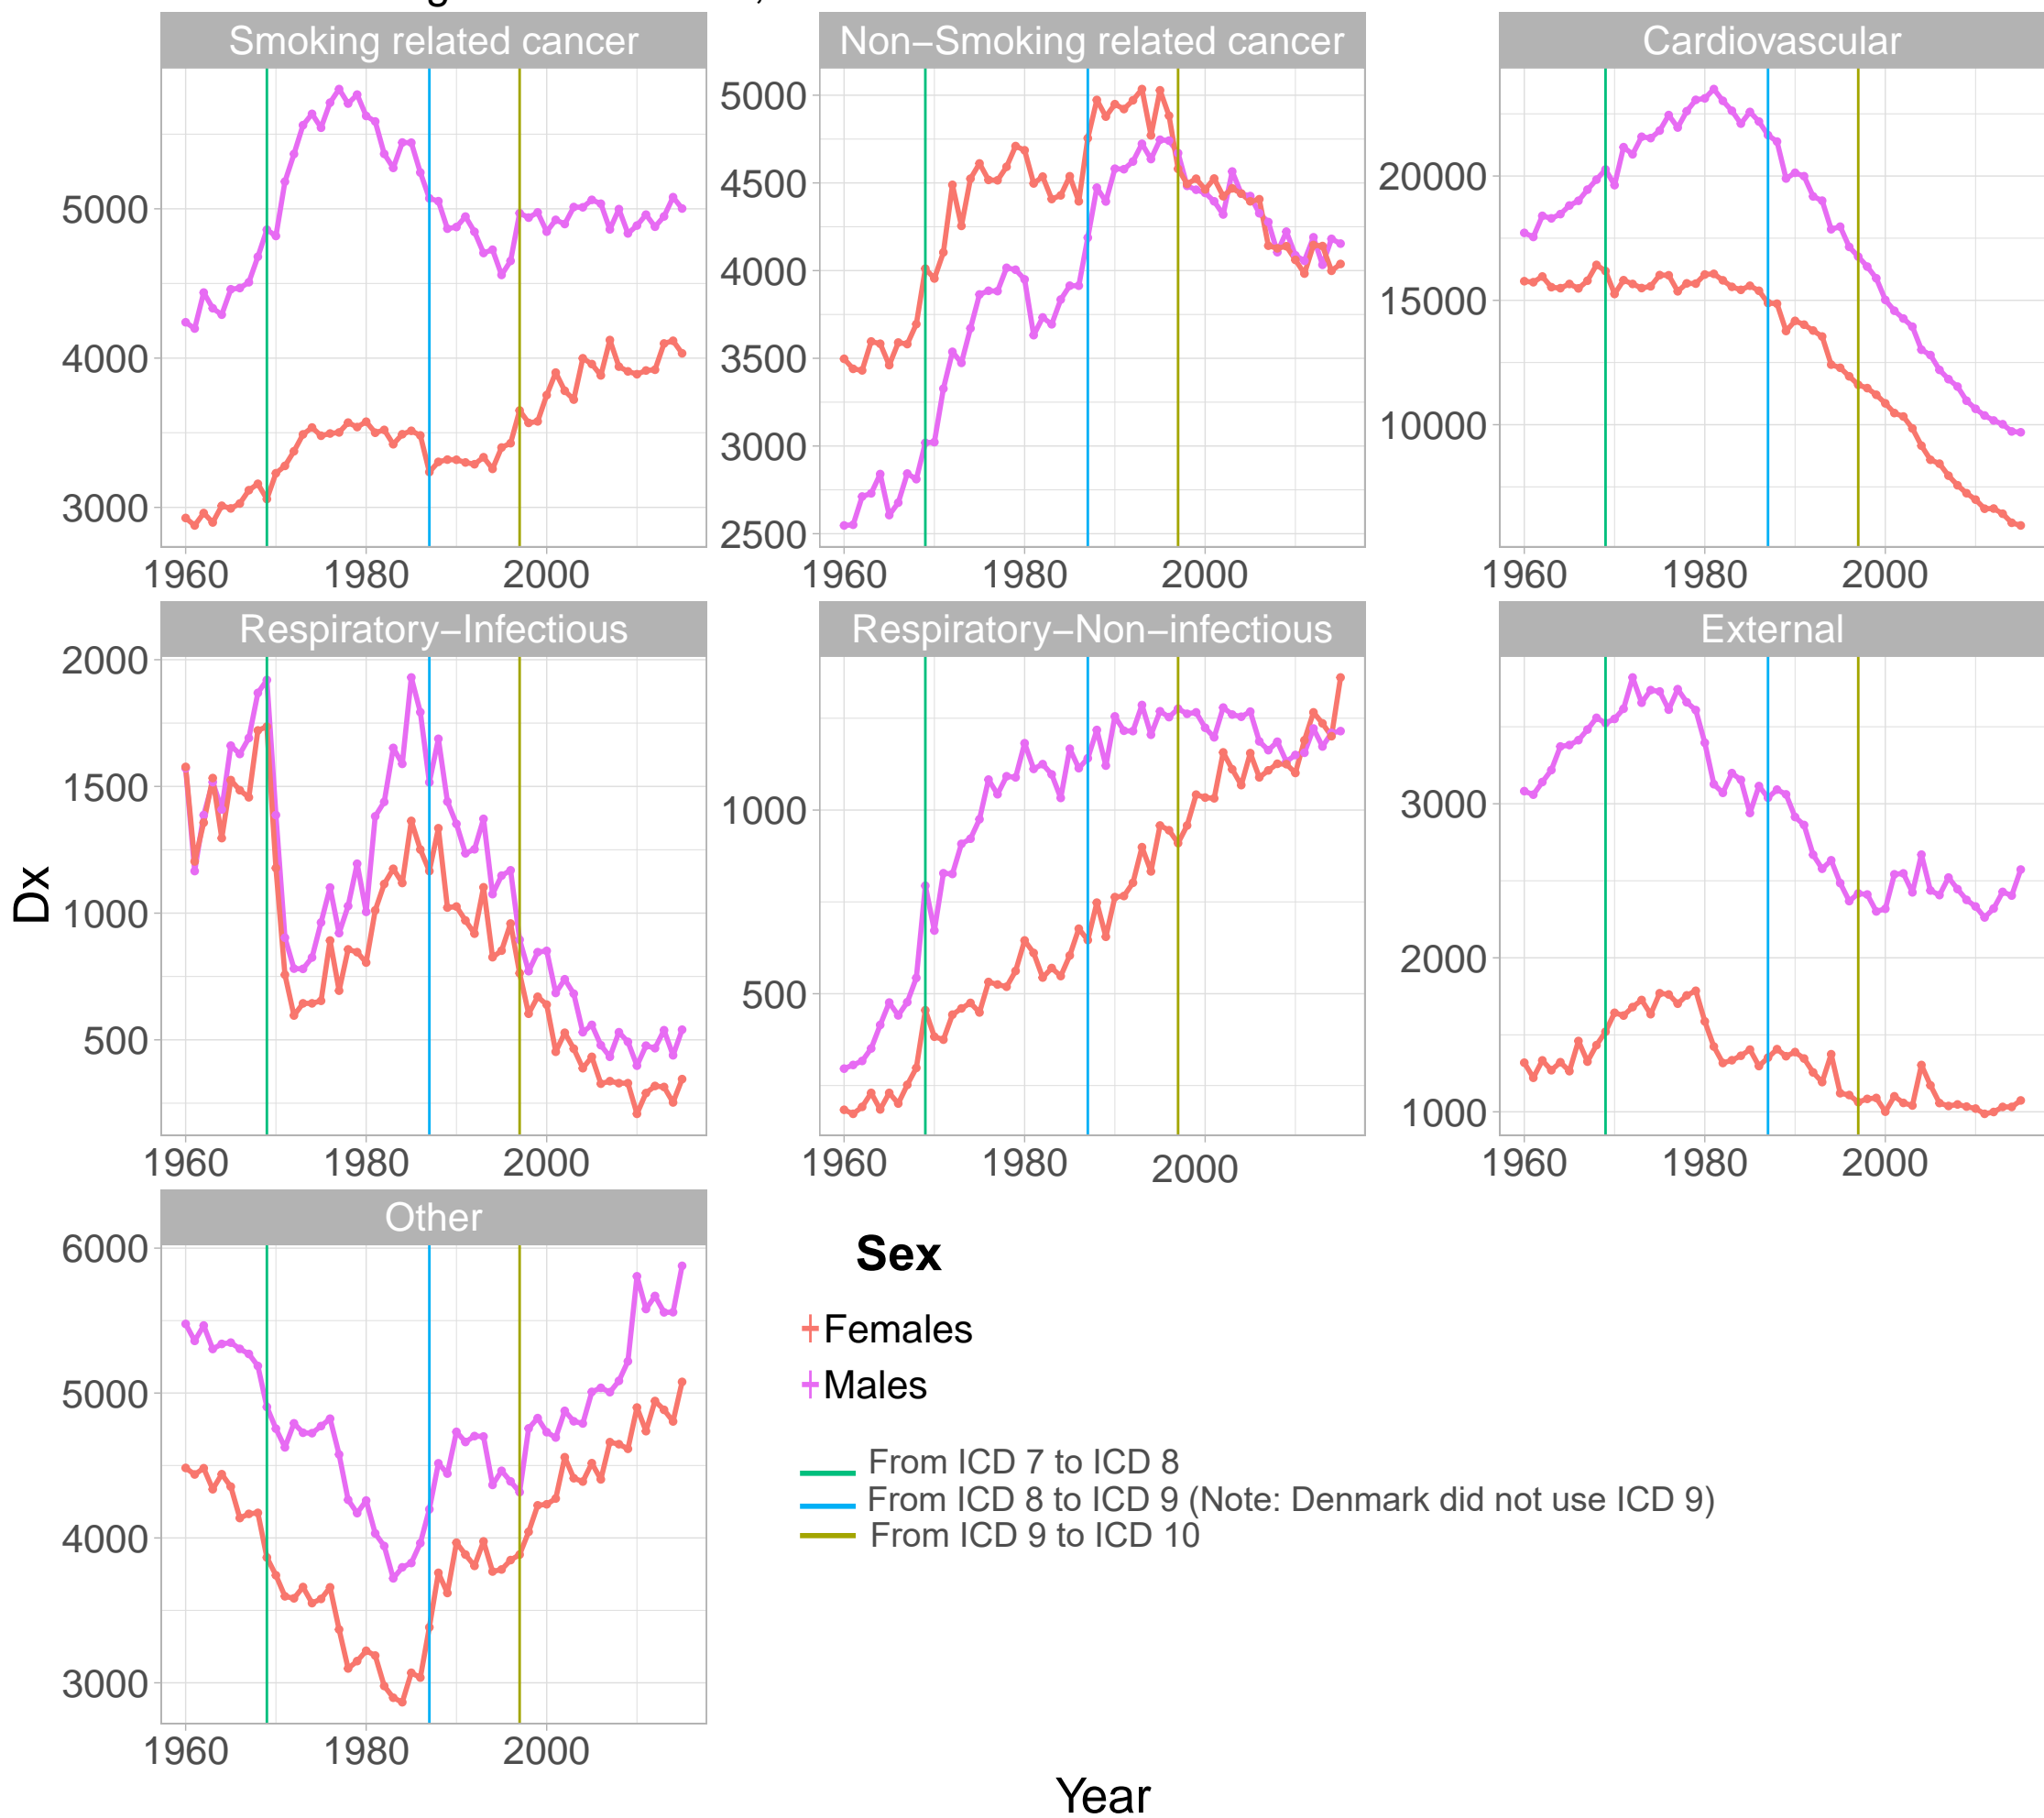 Smoking related cancer
Non−Smoking related cancer
Cardiovascular
5000
4000
3000
5000
4500
4000
3500
3000
2500
20000
15000
10000
1960 1980 2000
1960 1980 2000
1960 1980 2000
Respiratory−Infectious
Respiratory−Non−infectious
External
2000
1500
1000
500
1000
500
3000
2000
1000
1960 1980 2000
1960 1980 2000
1960 1980 2000
Dx
Other
6000
5000
4000
3000
1960 1980 2000
Sex
Females
Males
From ICD 7 to ICD 8
From ICD 8 to ICD 9 (Note: Denmark did not use ICD 9)
From ICD 9 to ICD 10
Year